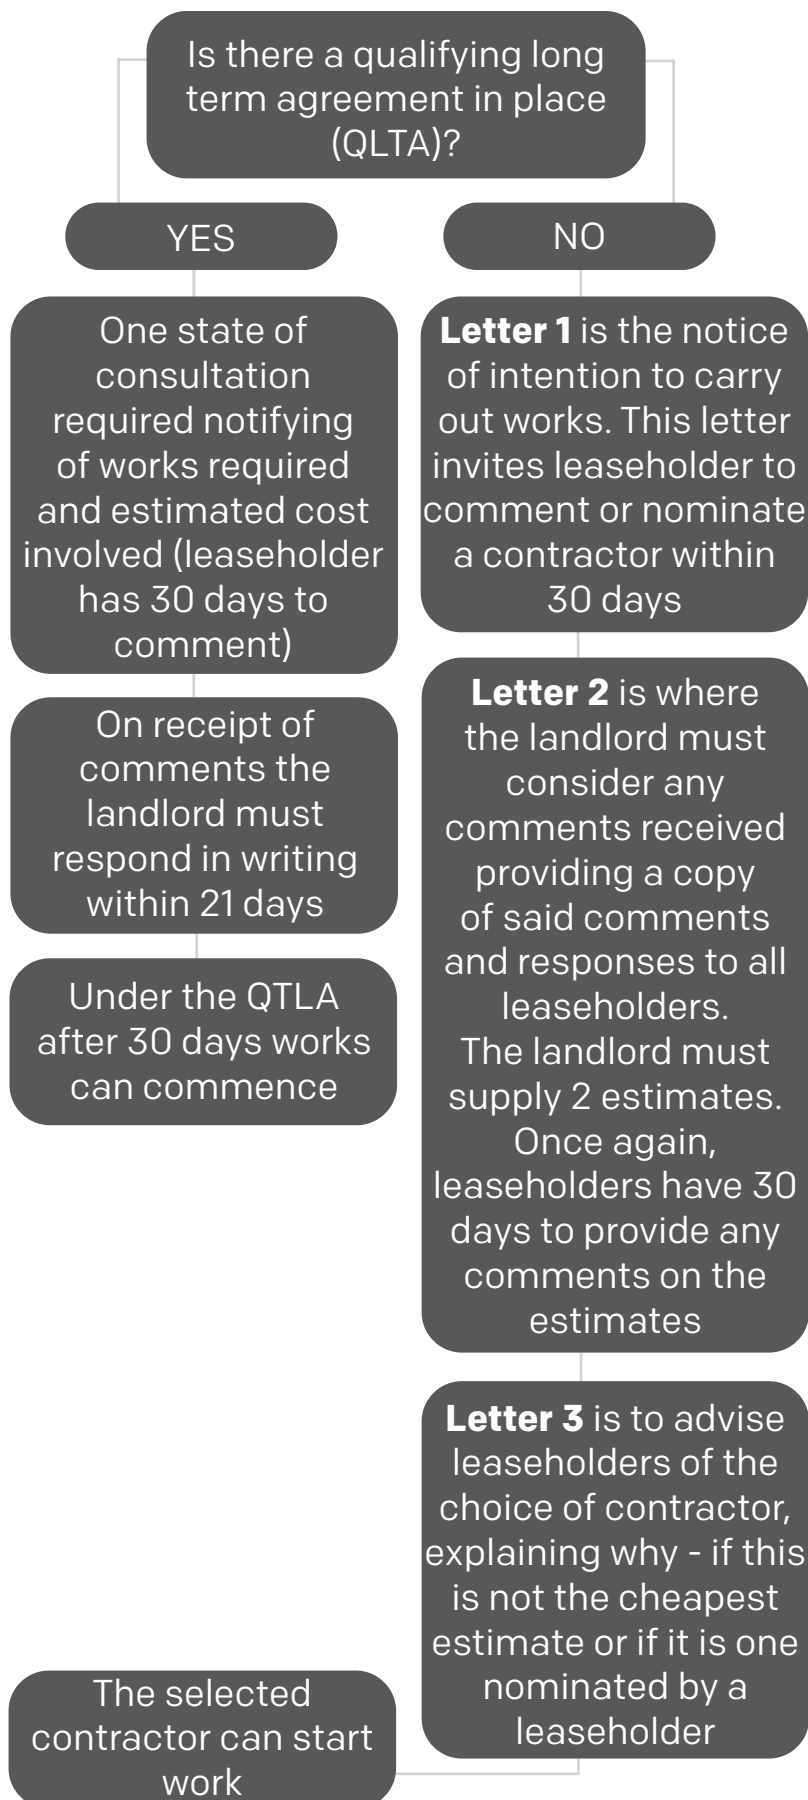 Is there a qualifying long
term agreement in place
(QLTA)?
YES
One state of
consultation
required notifying
of works required
and estimated cost
involved (leaseholder
has 30 days to
comment)
On receipt of
comments the
landlord must
respond in writing
within 21 days
Under the QTLA
after 30 days works
can commence
NO
Letter 1 is the notice
of intention to carry
out works. This letter
invites leaseholder to
comment or nominate
a contractor within
30 days
Letter 2 is where
the landlord must
consider any
comments received
providing a copy
of said comments
and responses to all
leaseholders.
The landlord must
supply 2 estimates.
Once again,
leaseholders have 30
days to provide any
comments on the
estimates
Letter 3 is to advise
leaseholders of the
choice of contractor,
explaining why - if this
is not the cheapest
estimate or if it is one
nominated by a
leaseholder
The selected
contractor can start
work